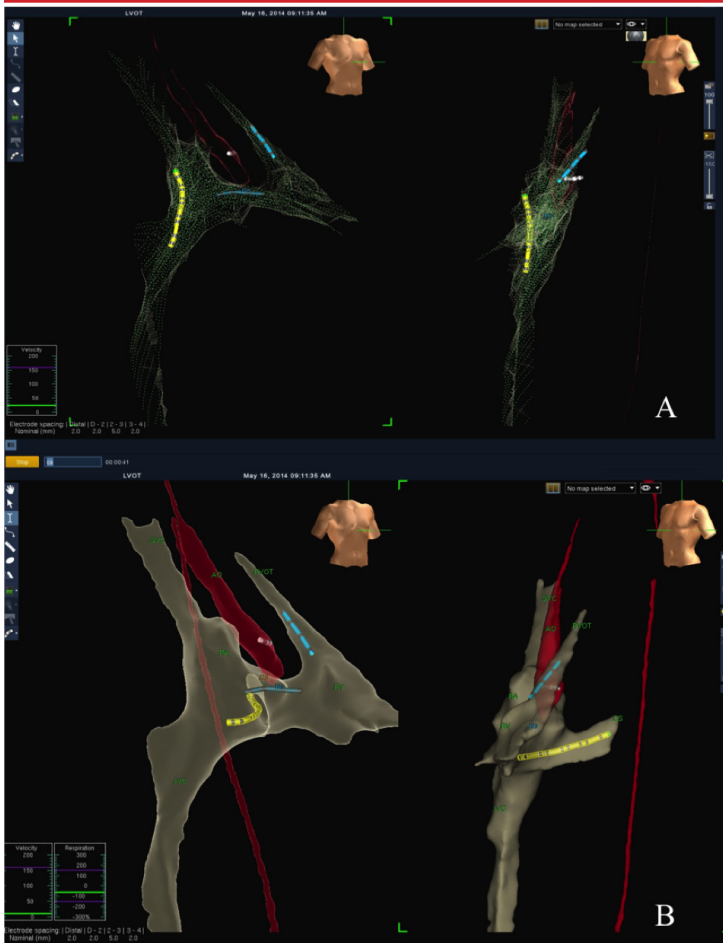 LVOT May 16, 2014 09:11:35 AM
No map selected
Velocity
200
150
100
50
0
Electrode spacing: | Distal | D - 2 | 2 - 3 | 3 - 4 |
Nominal (mm) 2.0 2.0 5.0 2.0
A
Stop 00:00:41
LVOT May 16, 2014 09:11:35 AM
No map selected
AO
RVOT
AO
RVOT
RA
CS
Velocity Respiration
200 300
150 200
100 100
50 0
0 -100
-200
-300%
Electrode spacing: | Distal | D - 2 | 2 - 3 | 3 - 4 |
Nominal (mm) 2.0 2.0 5.0 2.0
B